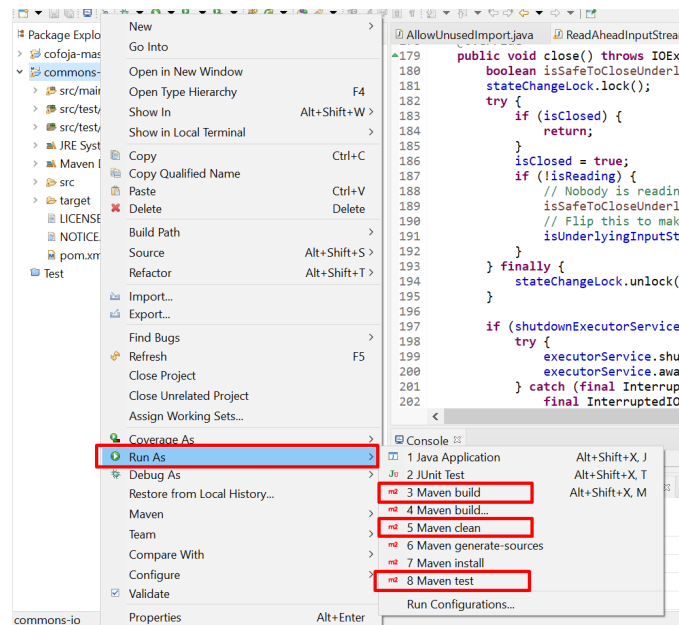 Package Explo
cofoja-mas
commons-
src/main
src/test/
src/test/
JRE Syst
Maven D
src
target
LICENSE
NOTICE.
pom.xm
Test
commons-io
New
Go Into
Open in New Window
Open Type Hierarchy F4
Show In Alt+Shift+W
Show in Local Terminal
Copy Ctrl+C
Copy Qualified Name
Paste Ctrl+V
Delete Delete
Build Path
Source Alt+Shift+S
Refactor Alt+Shift+T
Import...
Export...
Find Bugs
Refresh F5
Close Project
Close Unrelated Project
Assign Working Sets...
Coverage As
Run As
Debug As
Restore from Local History...
Maven
Team
Compare With
Configure
Validate
Properties Alt+Enter
AllowUnusedImport.java ReadAheadInputStrea
179 public void close() throws IOEx
180 boolean isSafeToCloseUnderl
181 stateChangeLock.lock();
182 try {
183 if (isClosed) {
184 return;
185 }
186 isClosed = true;
187 if (!isReading) {
188 // Nobody is readin
189 isSafeToCloseUnderl
190 // Flip this to mak
191 isUnderlyingInputSt
192 }
193 } finally {
194 stateChangeLock.unlock(
195 }
196
197 if (shutdownExecutorService
198 try {
199 executorService.shu
200 executorService.awa
201 } catch (final Interrup
202 final InterruptedIO
Console
1 Java Application Alt+Shift+X, J
2 JUnit Test Alt+Shift+X, T
3 Maven build Alt+Shift+X, M
4 Maven build...
5 Maven clean
6 Maven generate-sources
7 Maven install
8 Maven test
Run Configurations...